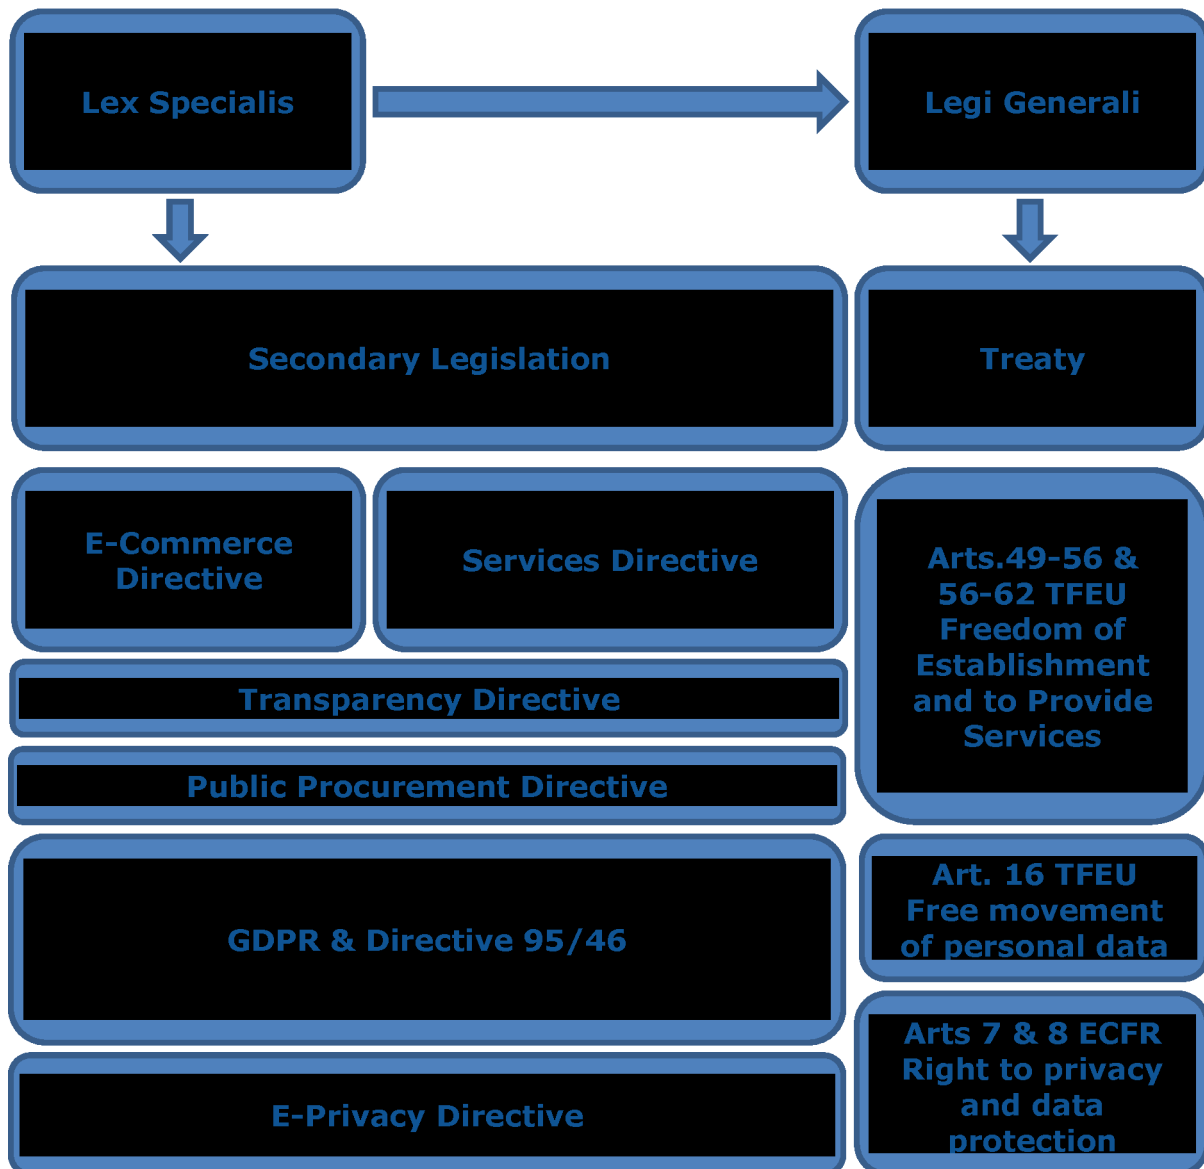 Lex Specialis
Legi Generali
Secondary Legislation
Treaty
E-Commerce
Directive
Services Directive
Transparency Directive
Public Procurement Directive
GDPR & Directive 95/46
E-Privacy Directive
Arts.49-56 &
56-62 TFEU
Freedom of
Establishment
and to Provide
Services
Art. 16 TFEU
Free movement
of personal data
Arts 7 & 8 ECFR
Right to privacy
and data
protection